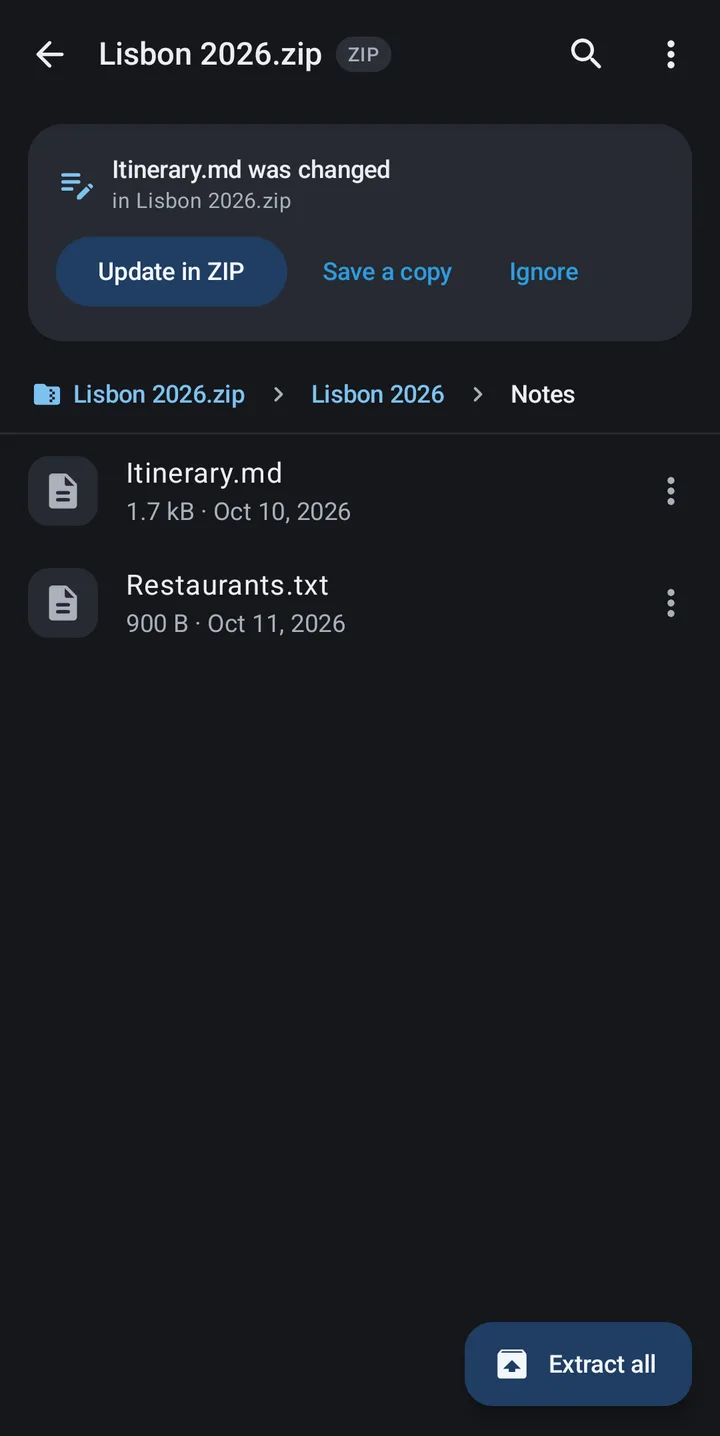 Lisbon 2026.zip ZIP
Itinerary.md was changed
in Lisbon 2026.zip
Update in ZIP Save a copy Ignore
Lisbon 2026.zip › Lisbon 2026 › Notes
Itinerary.md
1.7 kB · Oct 10, 2026
Restaurants.txt
900 B · Oct 11, 2026
Extract all